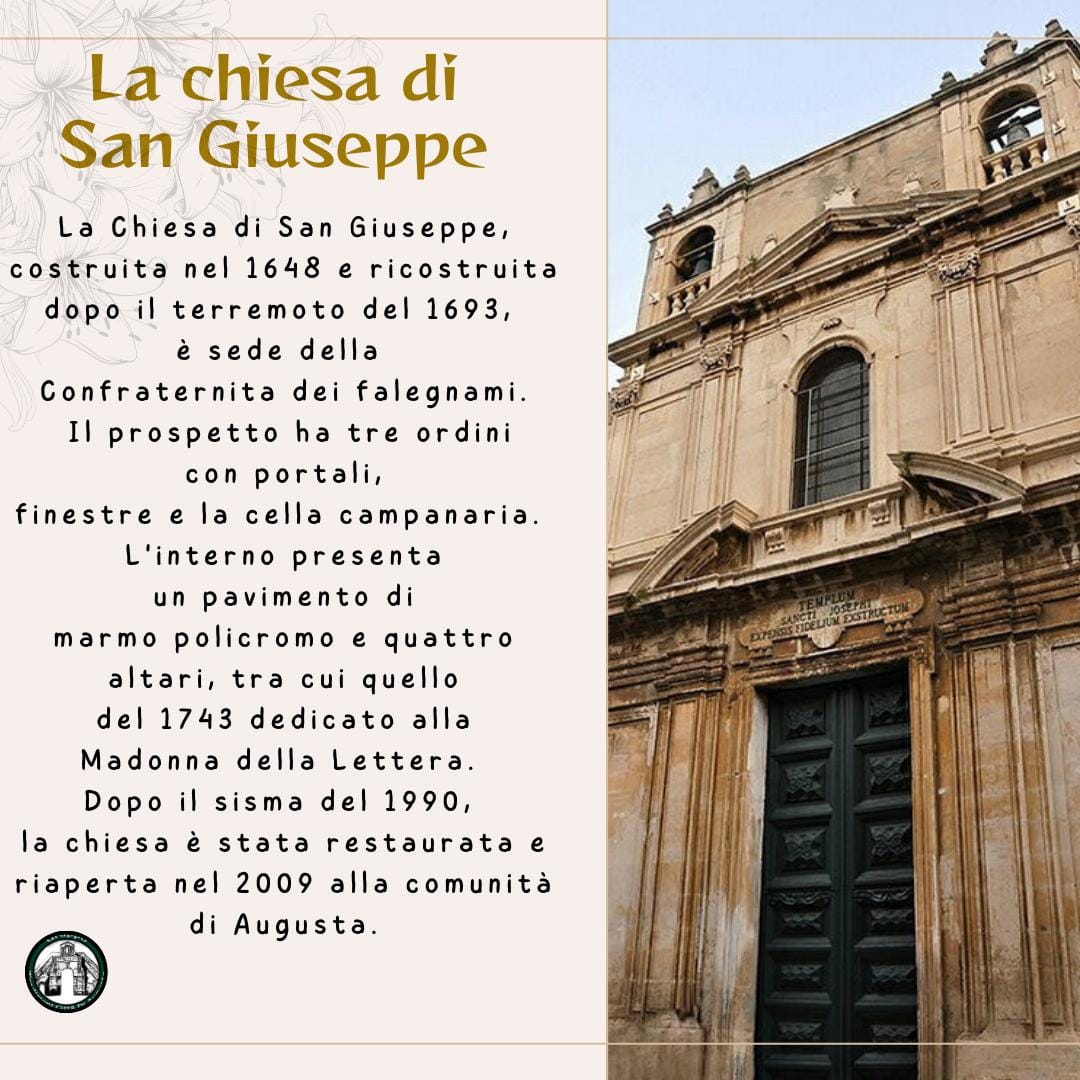 La chiesa di
San Giuseppe
La Chiesa di San Giuseppe,
costruita nel 1648 e ricostruita
dopo il terremoto del 1693,
è sede della
Confraternita dei falegnami.
Il prospetto ha tre ordini
con portali,
finestre e la cella campanaria.
L'interno presenta
un pavimento di
marmo policromo e quattro
altari, tra cui quello
del 1743 dedicato alla
Madonna della Lettera.
Dopo il sisma del 1990,
la chiesa è stata restaurata e
riaperta nel 2009 alla comunità
di Augusta.
TEMPLUM
SANCTI JOSEPHI
EXPENSIS FIDELIUM EXSTRUCTUM